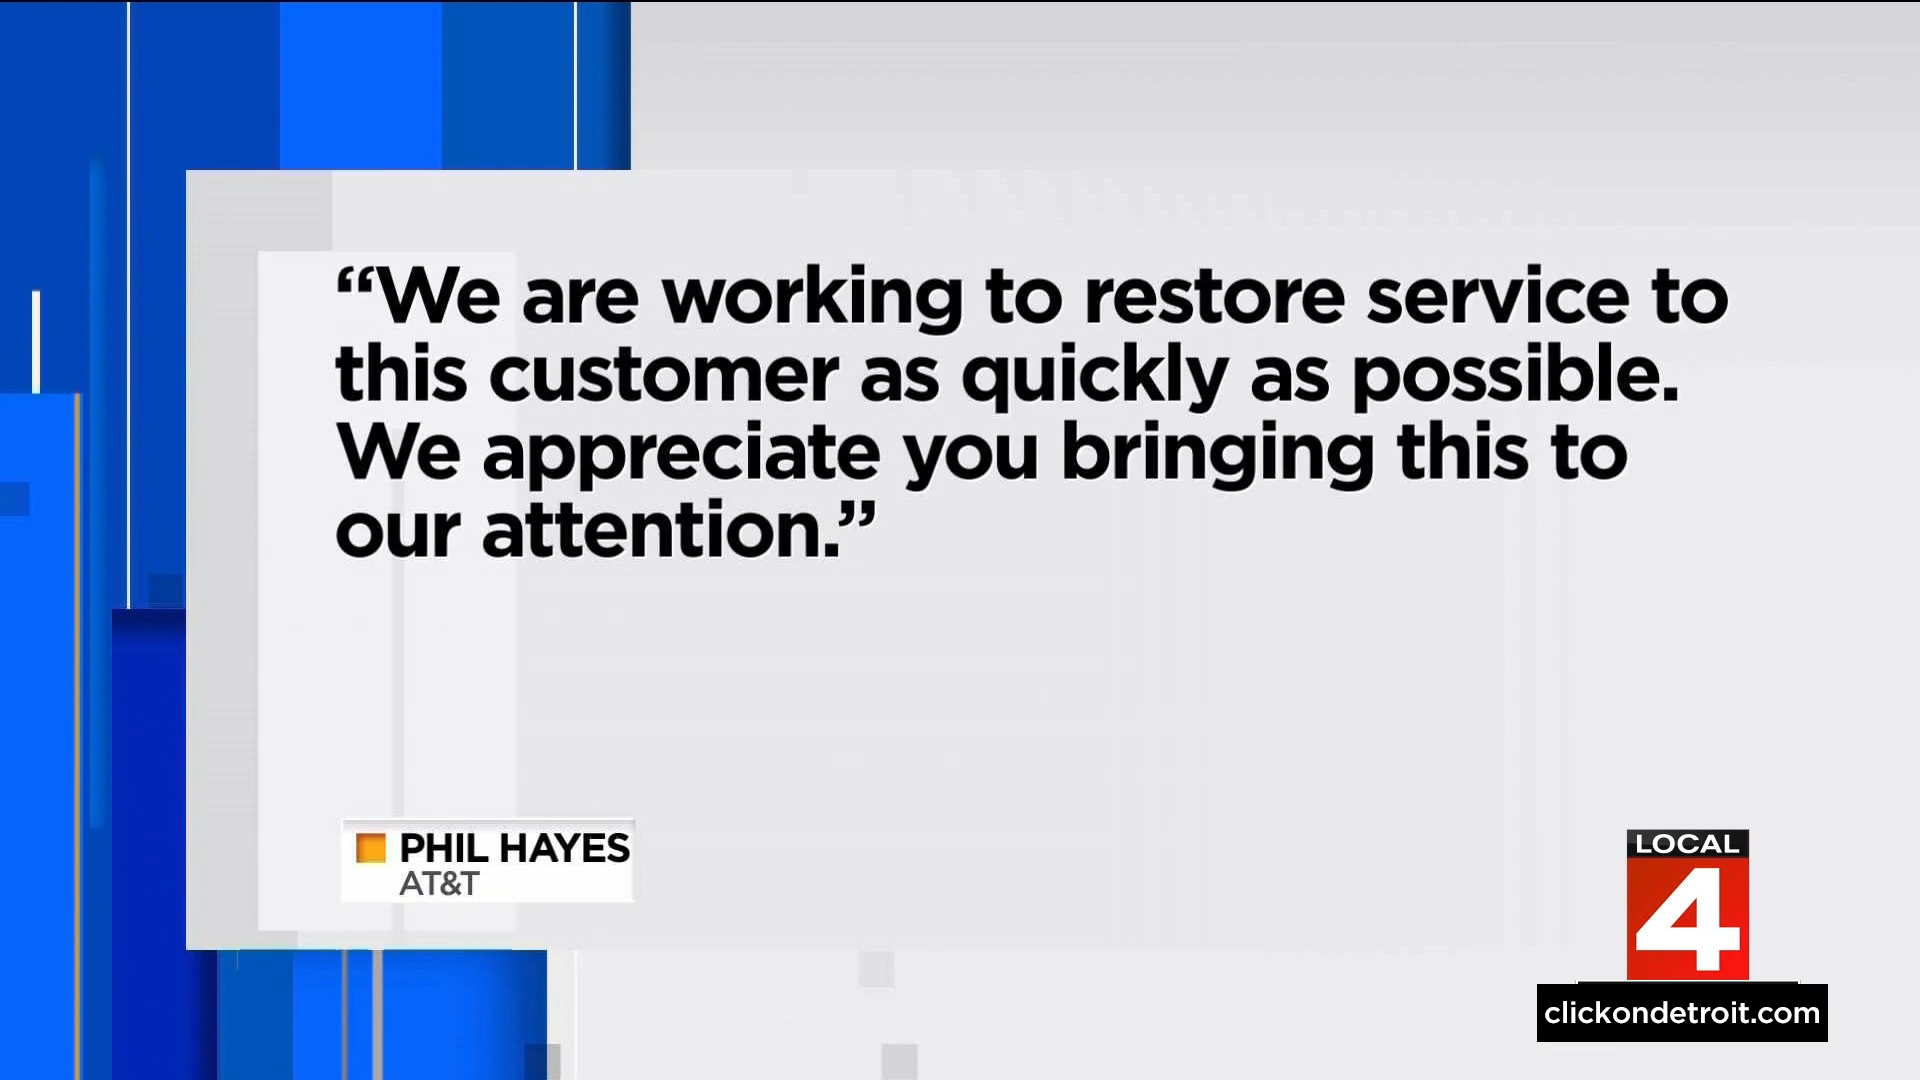 “We are working to restore service to
this customer as quickly as possible.
We appreciate you bringing this to
our attention.”
PHIL HAYES
AT&T
LOCAL
4
clickondetroit.com